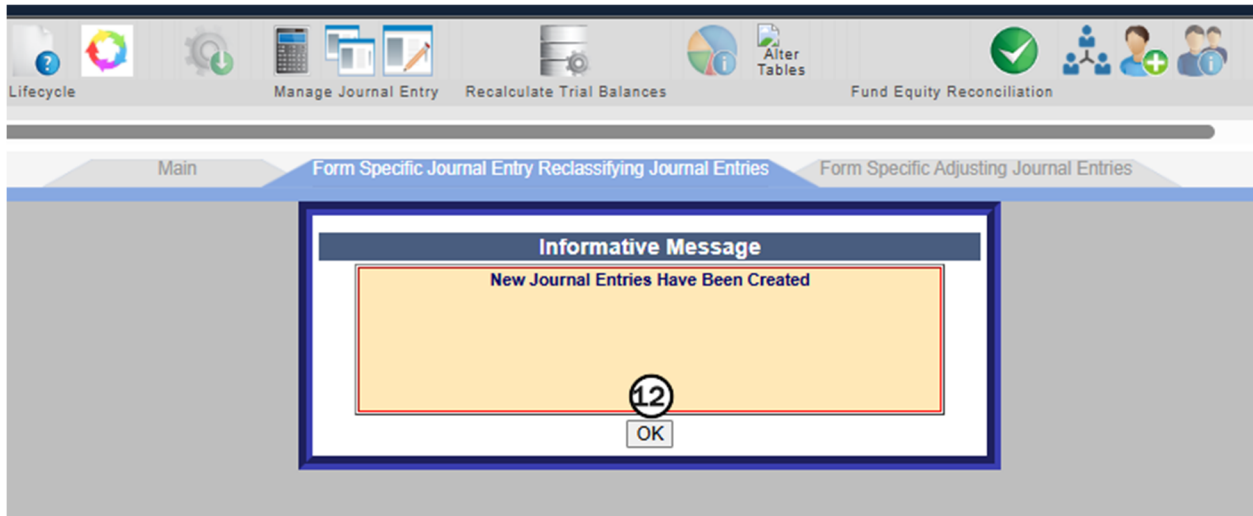 Alter
Tables
Lifecycle
Manage Journal Entry
Recalculate Trial Balances
Fund Equity Reconciliation
Main
Form Specific Journal Entry Reclassifying Journal Entries
Form Specific Adjusting Journal Entries
Informative Message
New Journal Entries Have Been Created
12
OK